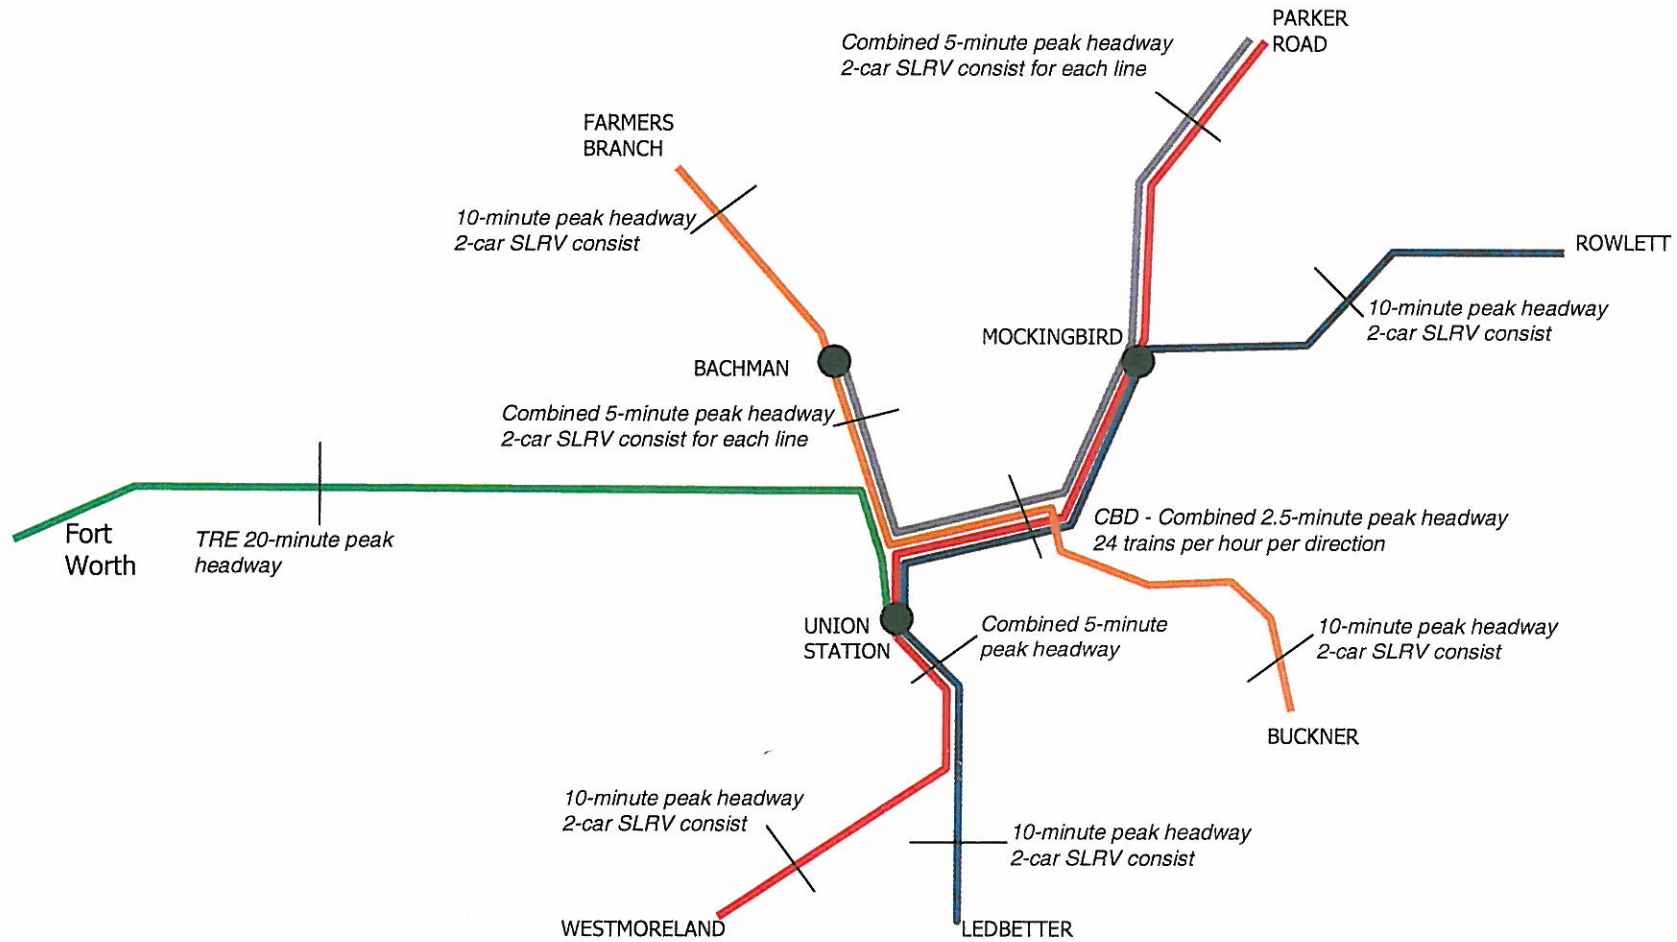 PARKER
ROAD
Combined 5-minute peak headway
2-car SLRV consist for each line
FARMERS
BRANCH
10-minute peak headway
2-car SLRV consist
ROWLETT
10-minute peak headway
2-car SLRV consist
MOCKINGBIRD
BACHMAN
Combined 5-minute peak headway
2-car SLRV consist for each line
CBD - Combined 2.5-minute peak headway
24 trains per hour per direction
Fort
Worth
TRE 20-minute peak
headway
UNION
STATION
Combined 5-minute
peak headway
10-minute peak headway
2-car SLRV consist
BUCKNER
10-minute peak headway
2-car SLRV consist
10-minute peak headway
2-car SLRV consist
WESTMORELAND
LEDBETTER